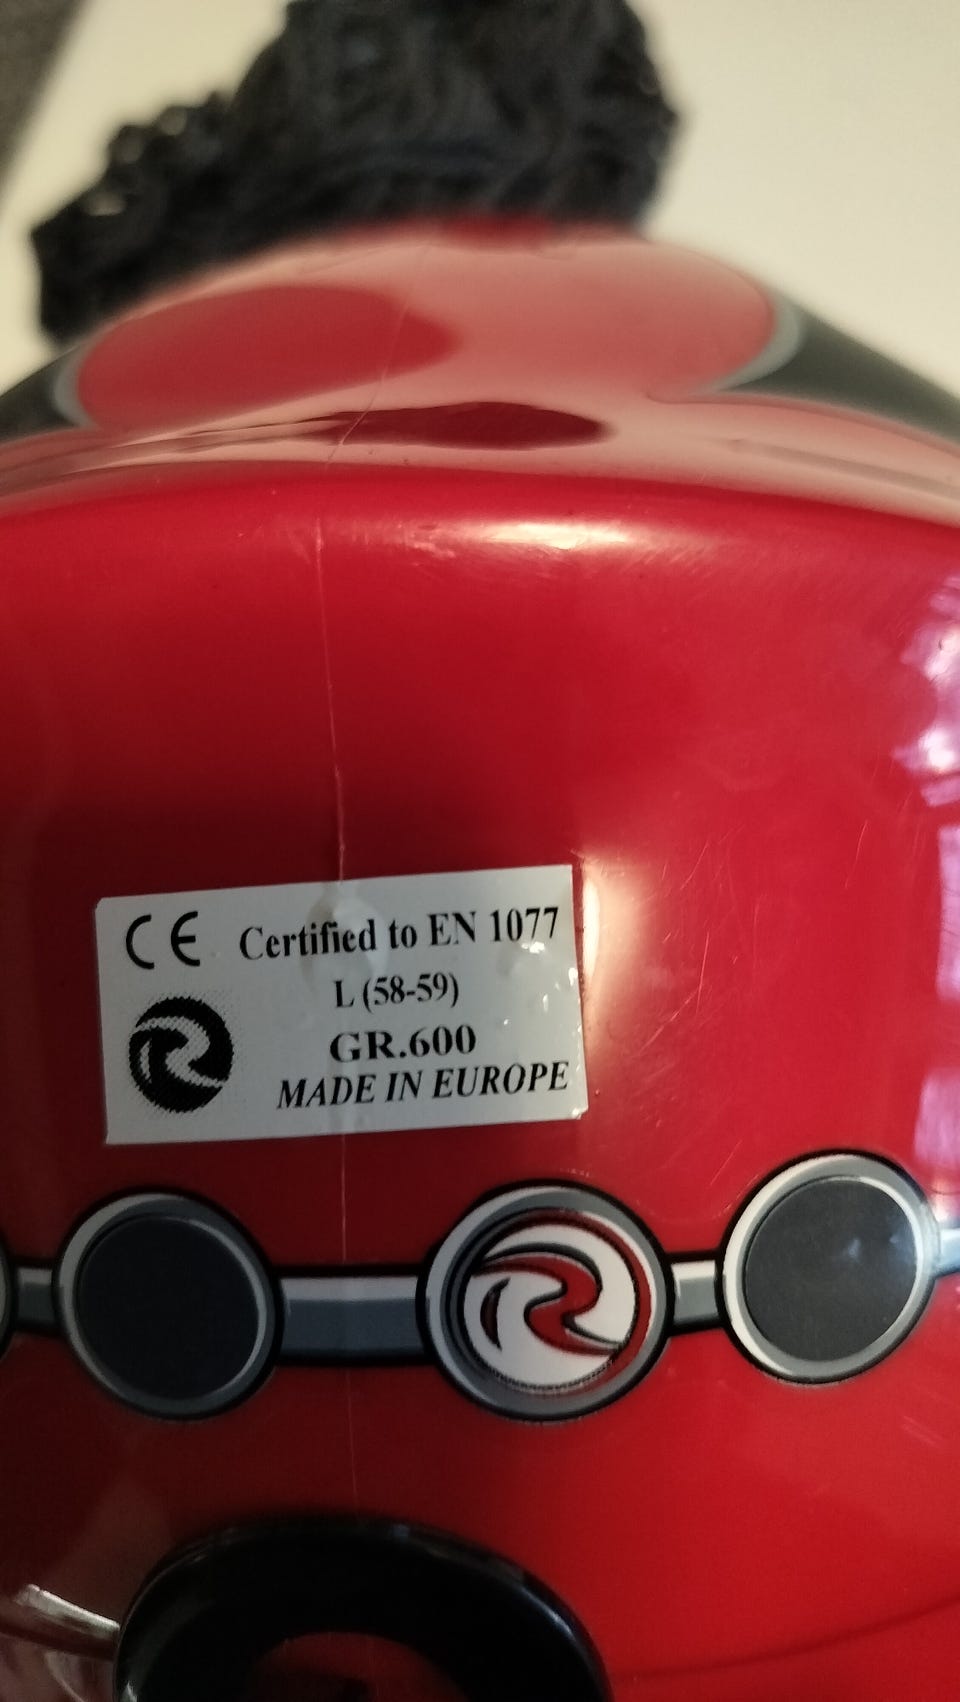 CE Certified to EN 1077
L (58-59)
GR.600
MADE IN EUROPE
R
R